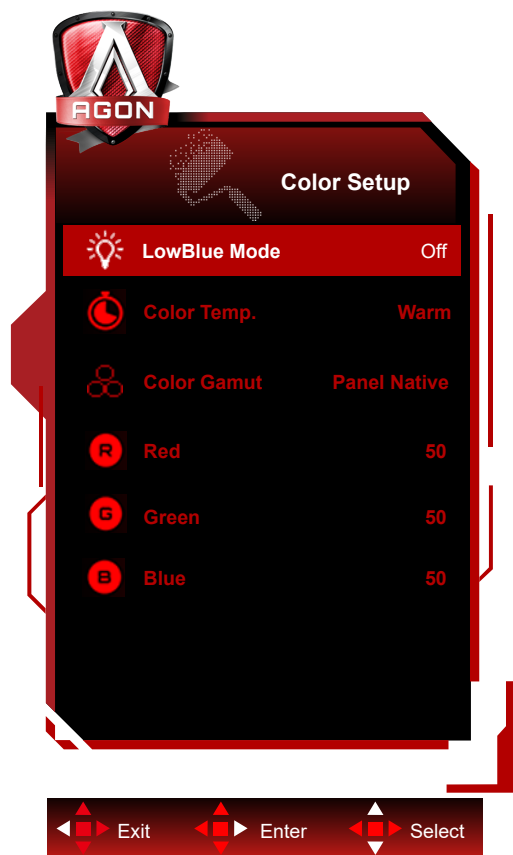 AGON
Color Setup
LowBlue Mode Off
Color Temp. Warm
Color Gamut Panel Native
R Red 50
G Green 50
B Blue 50
Exit Enter Select